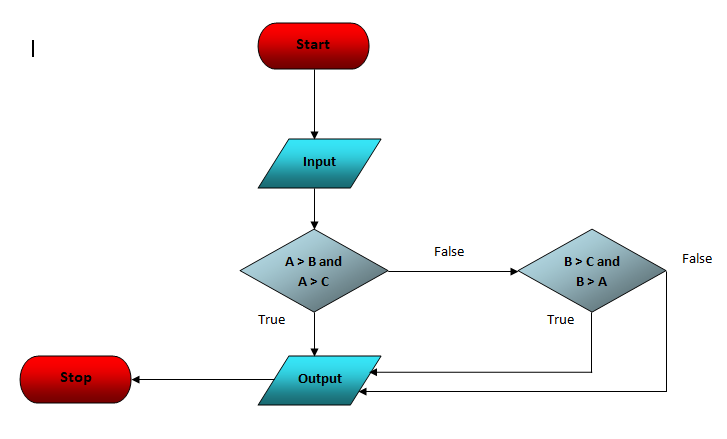 Start
Input
A > B and
A > C
False
B > C and
B > A
False
True
True
Stop
Output